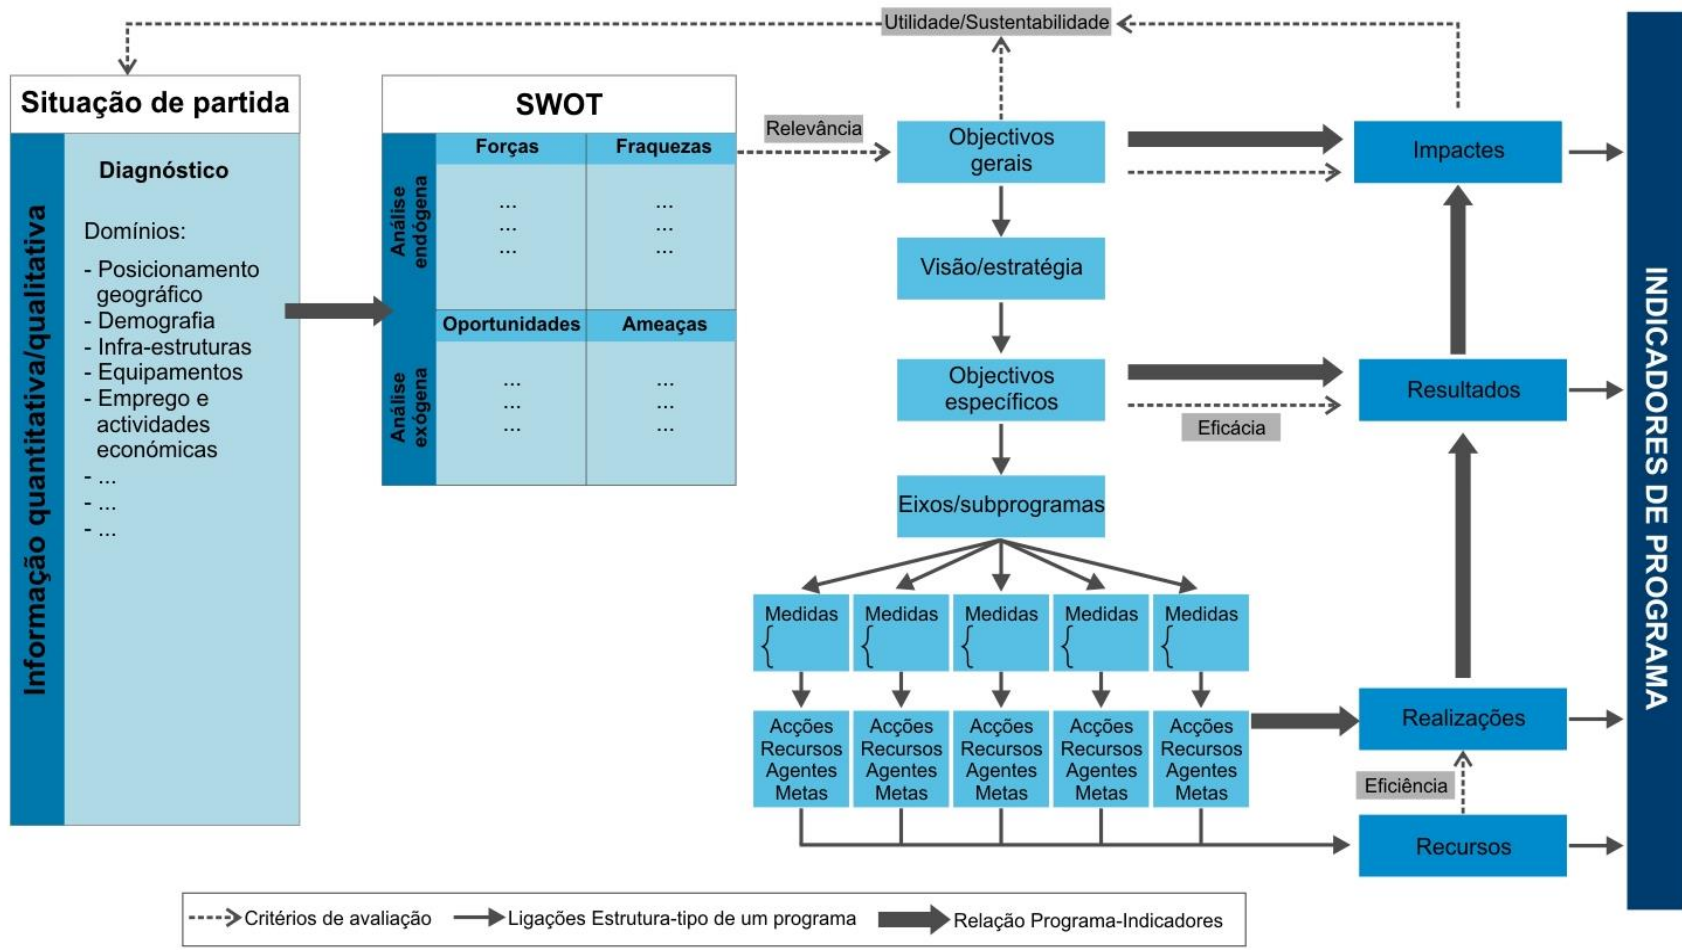 Utilidade/Sustentabilidade
Situação de partida
Informação quantitativa/qualitativa
Diagnóstico
Domínios:
- Posicionamento
geográfico
- Demografia
- Infra-estruturas
- Equipamentos
- Emprego e
actividades
económicas
- ...
- ...
- ...
SWOT
Análise
endógena
Forças
Fraquezas
...
...
...
...
...
...
Análise
exógena
Oportunidades
Ameaças
...
...
...
...
...
...
Relevância
Objectivos
gerais
Visão/estratégia
Objectivos
específicos
Eixos/subprogramas
Medidas
{
Medidas
{
Medidas
{
Medidas
{
Medidas
{
Acções
Recursos
Agentes
Metas
Acções
Recursos
Agentes
Metas
Acções
Recursos
Agentes
Metas
Acções
Recursos
Agentes
Metas
Acções
Recursos
Agentes
Metas
Impactes
Eficácia
Resultados
Realizações
Eficiência
Recursos
INDICADORES DE PROGRAMA
Critérios de avaliação
Ligações Estrutura-tipo de um programa
Relação Programa-Indicadores